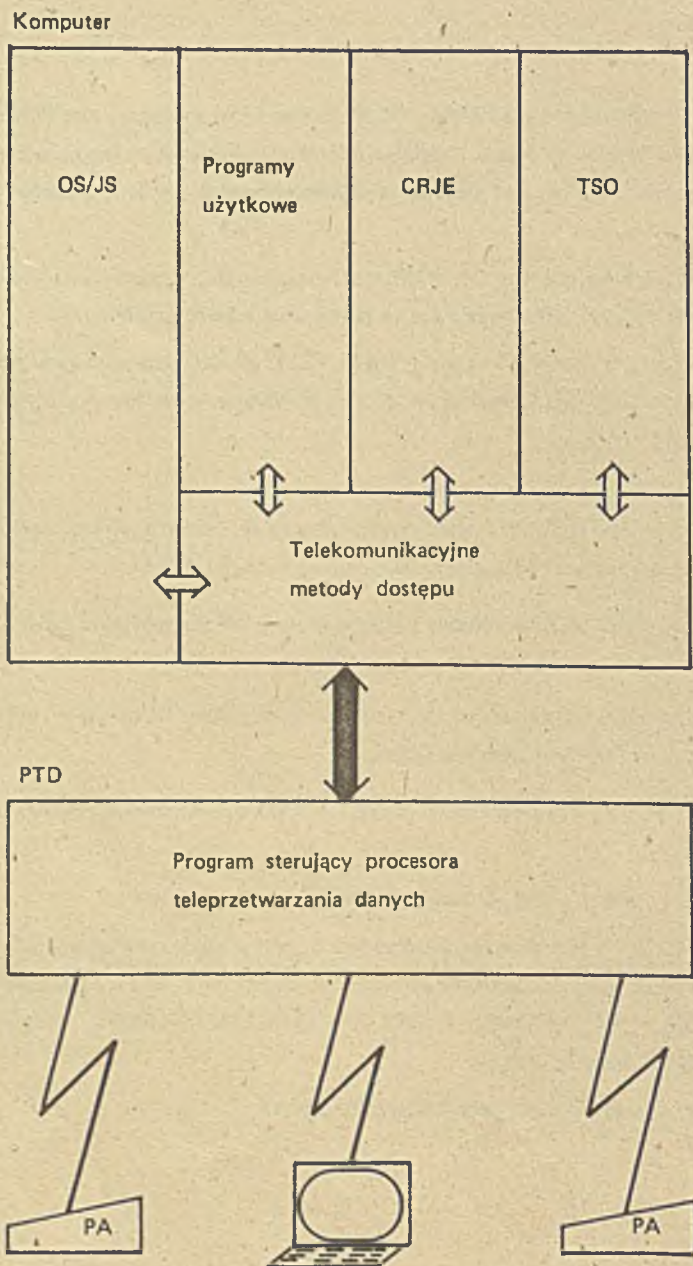 Komputer
OS/JS
Programy
użytkowe
CRJE
TSO
Telekomunikacyjne
metody dostępu
PTD
Program sterujący procesora
teleprzetwarzania danych
PA
PA